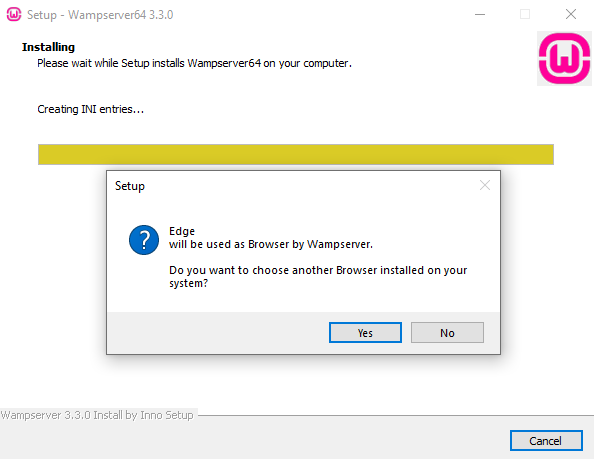 Setup - Wampserver64 3.3.0
Installing
Please wait while Setup installs Wampserver64 on your computer.
Creating INI entries...
Setup
Edge
will be used as Browser by Wampserver.
Do you want to choose another Browser installed on your
system?
Yes
No
Wampserver 3.3.0 Install by Inno Setup
Cancel